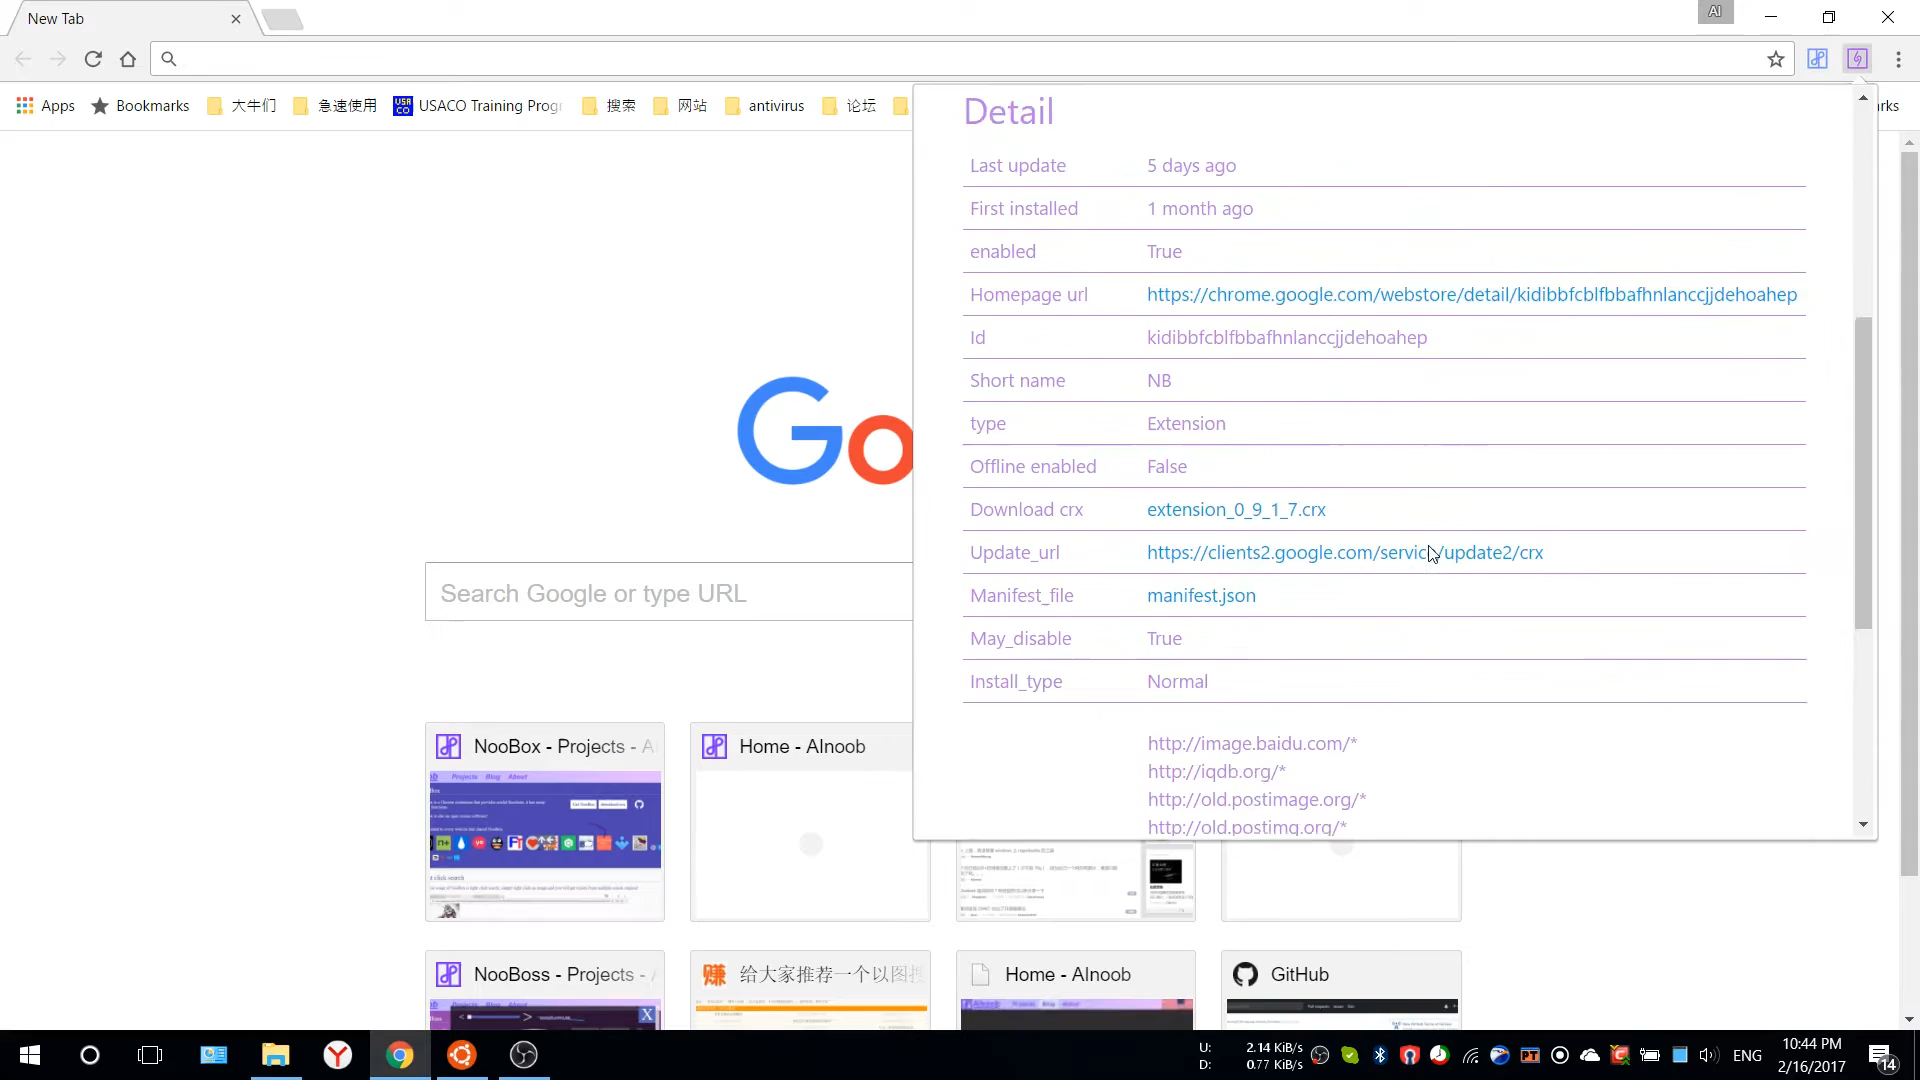 New Tab
AI
Apps
Bookmarks
大牛们
急速使用
USACO Training Progr
搜索
网站
antivirus
论坛
rks
Detail
Last update 5 days ago
First installed 1 month ago
enabled True
Homepage url https://chrome.google.com/webstore/detail/kidibbfcblfbbafhnlanccjjdehoahep
Id kidibbfcblfbbafhnlanccjjdehoahep
Short name NB
type Extension
Offline enabled False
Download crx extension_0_9_1_7.crx
Update_url https://clients2.google.com/service/update2/crx
Manifest_file manifest.json
May_disable True
Install_type Normal
http://image.baidu.com/*
http://iqdb.org/*
http://old.postimage.org/*
http://old.postimg.org/*
Go
Search Google or type URL
NooBox - Projects - A
Home - AInoob
Projects Blog About
NooBoss - Projects - A
给大家推荐一个以图搜
Home - AInoob
GitHub
U: 2.14 KiB/s
D: 0.77 KiB/s
ENG
10:44 PM
2/16/2017
14